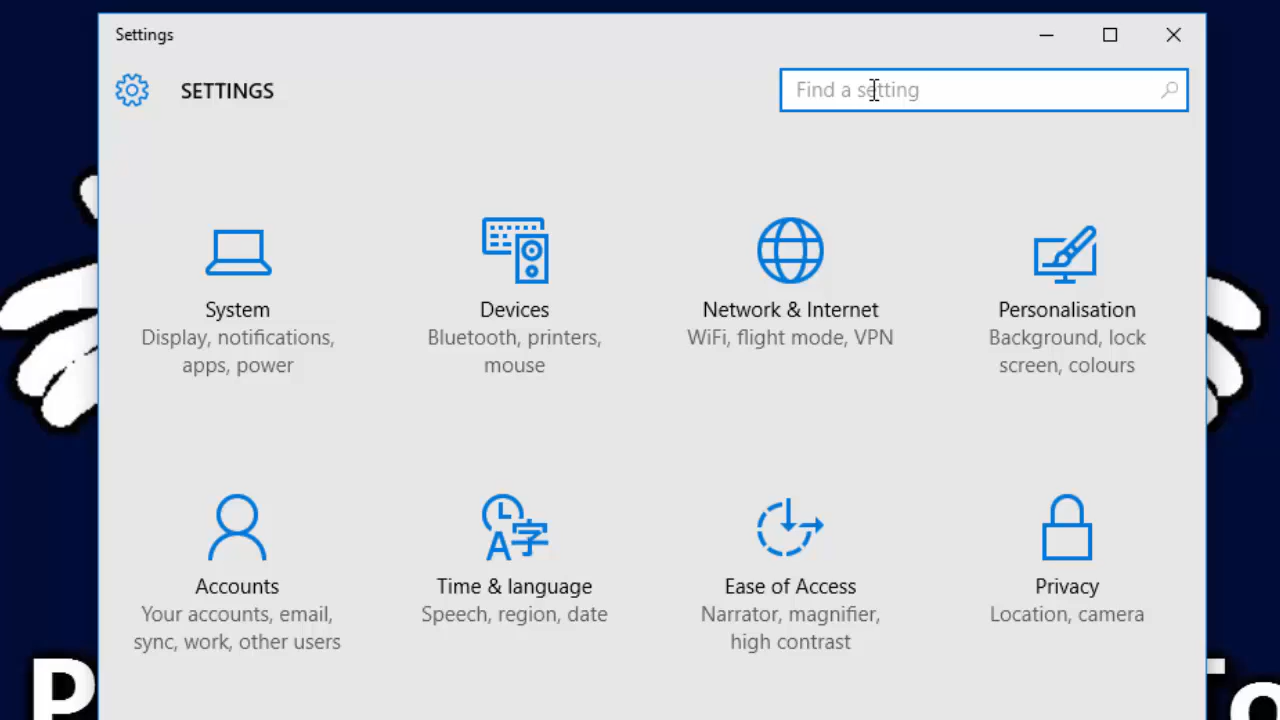 Settings
SETTINGS
Find a setting
System
Display, notifications,
apps, power
Devices
Bluetooth, printers,
mouse
Network & Internet
WiFi, flight mode, VPN
Personalisation
Background, lock
screen, colours
Accounts
Your accounts, email,
sync, work, other users
Time & language
Speech, region, date
Ease of Access
Narrator, magnifier,
high contrast
Privacy
Location, camera